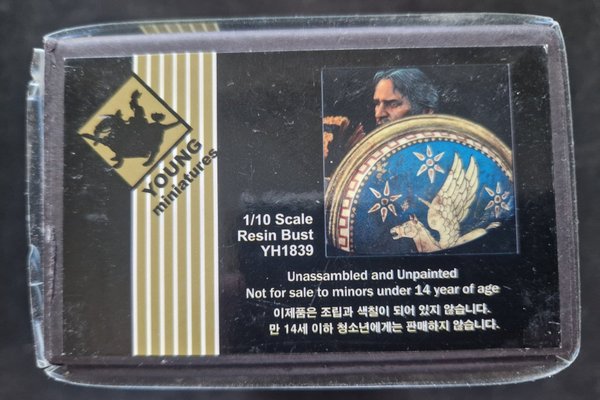 YOUNG
miniatures
1/10 Scale
Resin Bust
YH1839
Unassambled and Unpainted
Not for sale to minors under 14 year of age
이제품은 조립과 색칠이 되어 있지 않습니다.
만 14세 이하 청소년에게는 판매하지 않습니다.